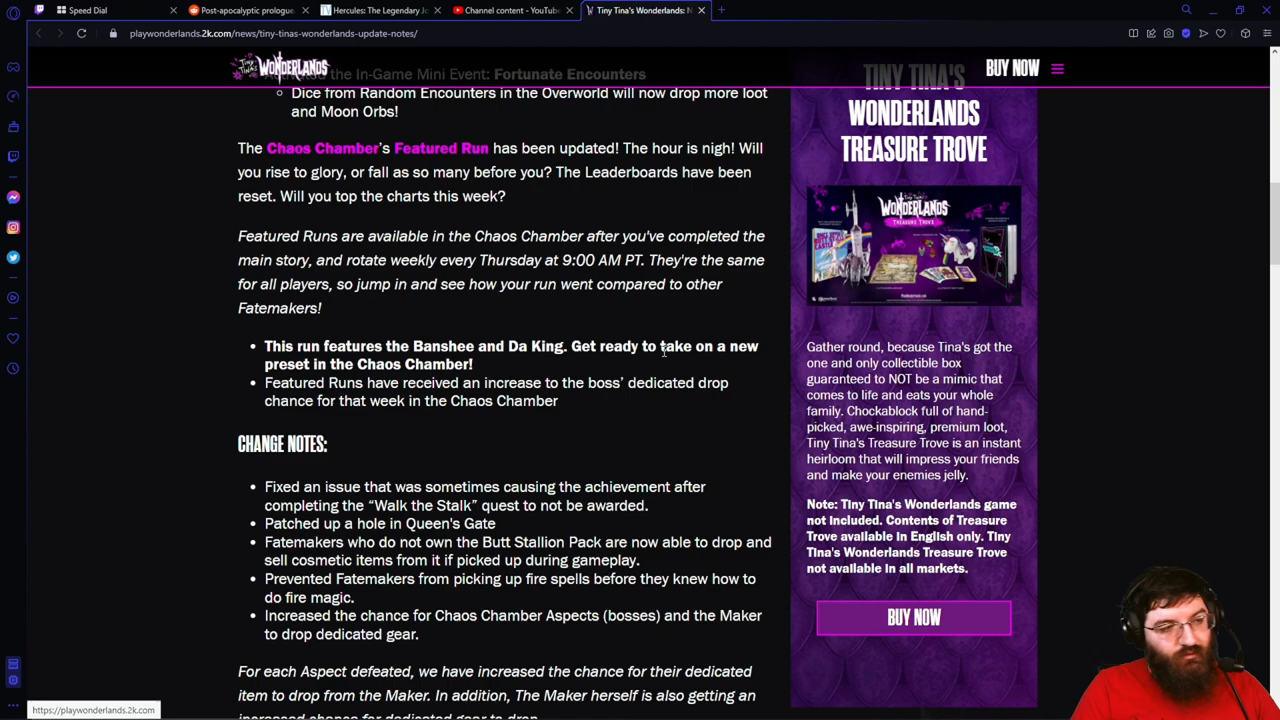 Speed Dial
Post-apocalyptic prologue.
Hercules: The Legendary Jo
Channel content - YouTube
Tiny Tina's Wonderlands: N
playwonderlands.2k.com/news/tiny-tinas-wonderlands-update-notes/
TINY TINA'S WONDERLANDS
BUY NOW
the In-Game Mini Event: Fortunate Encounters
Dice from Random Encounters in the Overworld will now drop more loot
and Moon Orbs!
The Chaos Chamber's Featured Run has been updated! The hour is nigh! Will
you rise to glory, or fall as so many before you? The Leaderboards have been
reset. Will you top the charts this week?
Featured Runs are available in the Chaos Chamber after you've completed the
main story, and rotate weekly every Thursday at 9:00 AM PT. They're the same
for all players, so jump in and see how your run went compared to other
Fatemakers!
This run features the Banshee and Da King. Get ready to take on a new
preset in the Chaos Chamber!
Featured Runs have received an increase to the boss' dedicated drop
chance for that week in the Chaos Chamber
CHANGE NOTES:
Fixed an issue that was sometimes causing the achievement after
completing the “Walk the Stalk” quest to not be awarded.
Patched up a hole in Queen's Gate
Fatemakers who do not own the Butt Stallion Pack are now able to drop and
sell cosmetic items from it if picked up during gameplay.
Prevented Fatemakers from picking up fire spells before they knew how to
do fire magic.
Increased the chance for Chaos Chamber Aspects (bosses) and the Maker
to drop dedicated gear.
For each Aspect defeated, we have increased the chance for their dedicated
item to drop from the Maker. In addition, The Maker herself is also getting an
increased chance for dedicated gear to drop.
TINY TINA'S
WONDERLANDS
TREASURE TROVE
WONDERLANDS
TREASURE TROVE
Gather round, because Tina's got the
one and only collectible box
guaranteed to NOT be a mimic that
comes to life and eats your whole
family. Chockablock full of hand-
picked, awe-inspiring, premium loot,
Tiny Tina's Treasure Trove is an instant
heirloom that will impress your friends
and make your enemies jelly.
Note: Tiny Tina's Wonderlands game
not included. Contents of Treasure
Trove available in English only. Tiny
Tina's Wonderlands Treasure Trove
not available in all markets.
BUY NOW
https://playwonderlands.2k.com